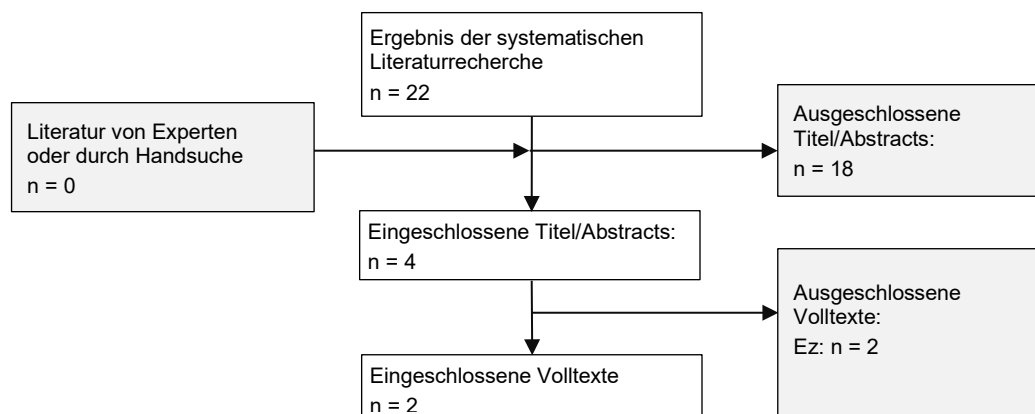 Ergebnis der systematischen
Literaturrecherche
n = 22
Literatur von Experten
oder durch Handsuche
n = 0
Ausgeschlossene
Titel/Abstracts:
n = 18
Eingeschlossene Titel/Abstracts:
n = 4
Ausgeschlossene
Volltexte:
Ez: n = 2
Eingeschlossene Volltexte
n = 2